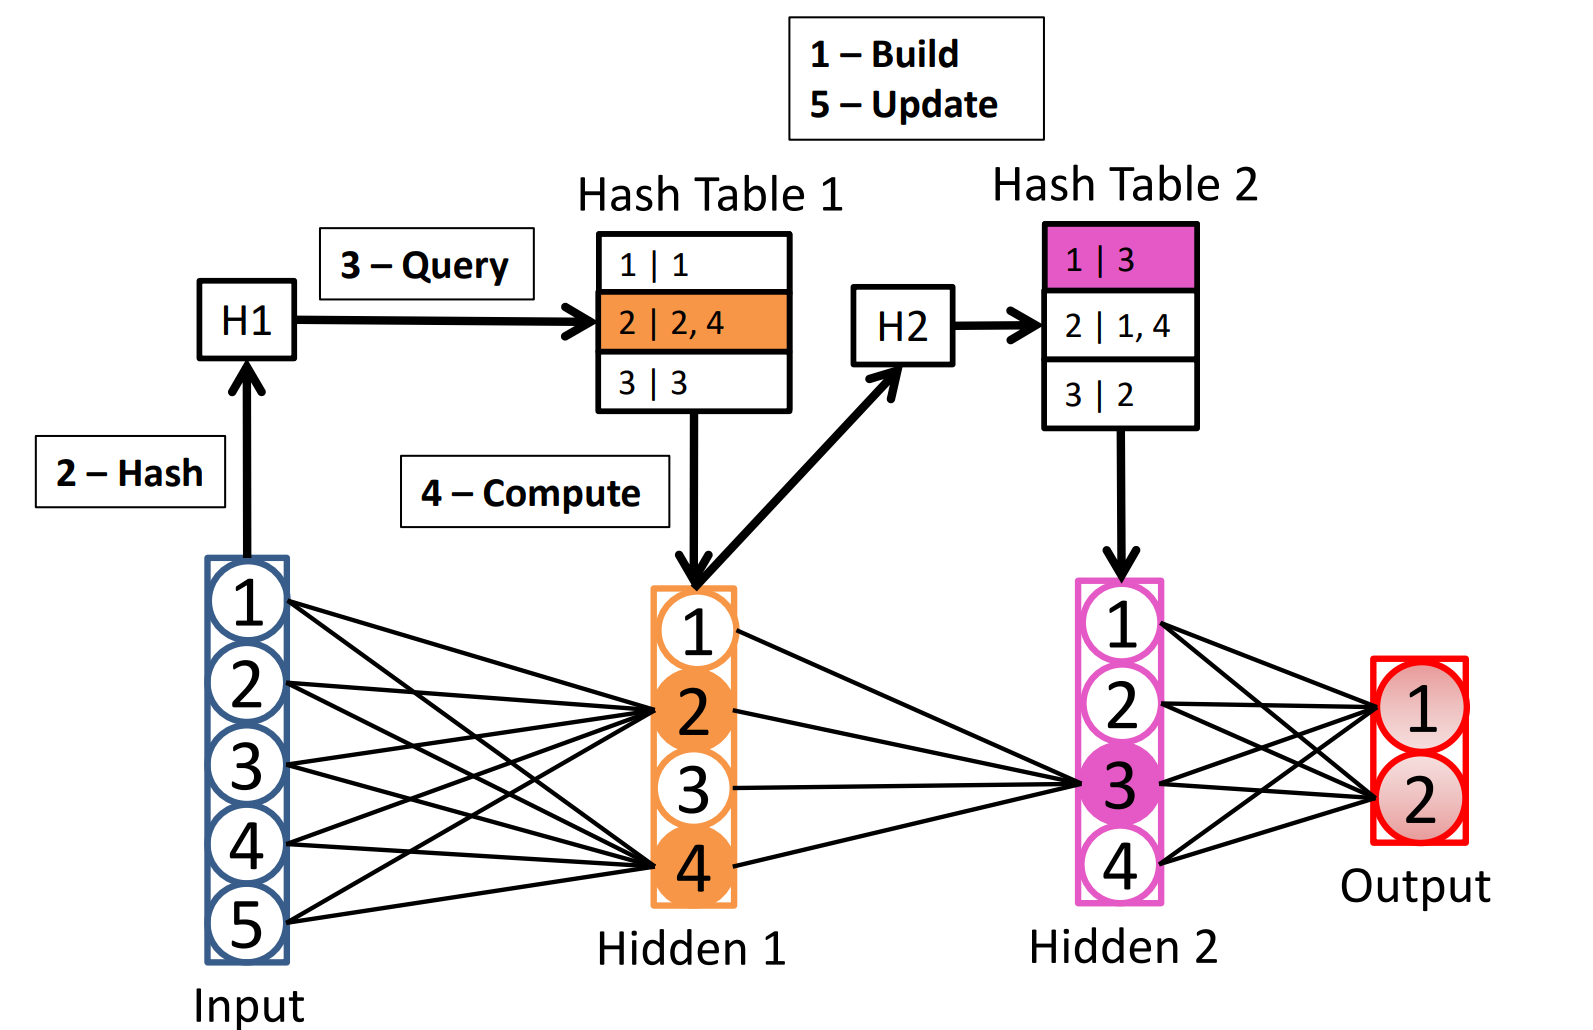 1 – Build
5 – Update
Hash Table 1
Hash Table 2
3 – Query
1 | 1
2 | 2, 4
3 | 3
1 | 3
2 | 1, 4
3 | 2
H1
H2
2 – Hash
4 – Compute
1
2
3
4
5
Input
1
2
3
4
Hidden 1
1
2
3
4
Hidden 2
1
2
Output